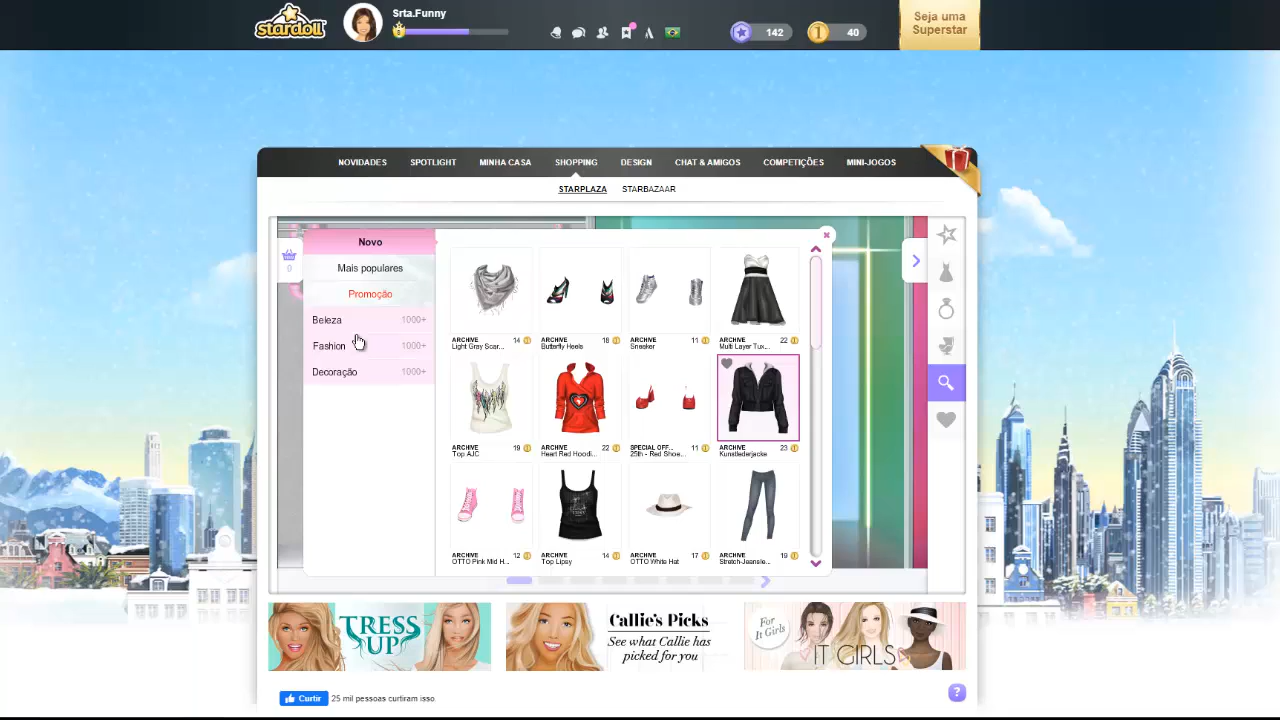 stardoll
Srta.Funny
142
1
40
Seja uma
Superstar
NOVIDADES SPOTLIGHT MINHA CASA SHOPPING DESIGN CHAT & AMIGOS COMPETIÇÕES MINI-JOGOS
STARPLAZA STARBAZAAR
0
Novo
Mais populares
Promoção
Beleza 1000+
Fashion 1000+
Decoração 1000+
ARCHIVE 14
Light Gray Scar...
ARCHIVE 18
Butterfly Heels
ARCHIVE 11
Sneaker
ARCHIVE 22
Multi Layer Tux...
ARCHIVE 19
Top AJC
ARCHIVE 22
Heart Red Hoodi...
SPECIAL OFF... 11
25th - Red Shoe...
ARCHIVE 23
Kunstlederjacke
ARCHIVE 12
OTTO Pink Mid H...
ARCHIVE 14
Top Lipsy
ARCHIVE 17
OTTO White Hat
ARCHIVE 19
Stretch-Jeansle...
TRESS
UP
Callie's Picks
See what Callie has
picked for you
For
It Girls
IT GIRLS
Curtir 25 mil pessoas curtiram isso.
?